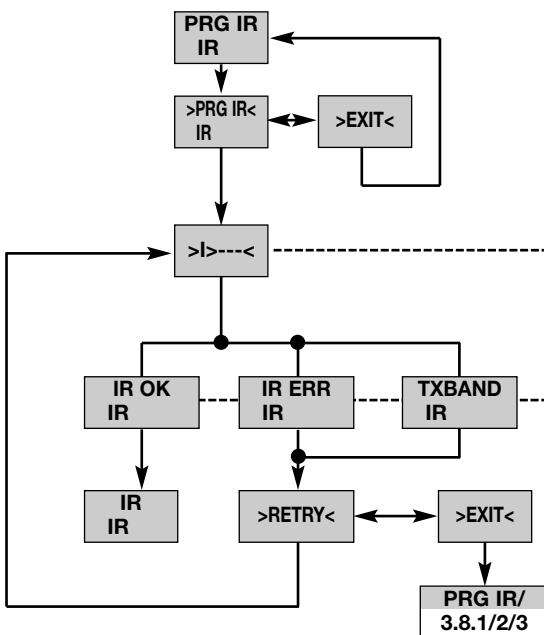 PRG IR
IR
>PRG IR<
IR
>EXIT<
>I>---<
IR OK
IR
IR ERR
IR
TXBAND
IR
IR
IR
>RETRY<
>EXIT<
PRG IR/
3.8.1/2/3